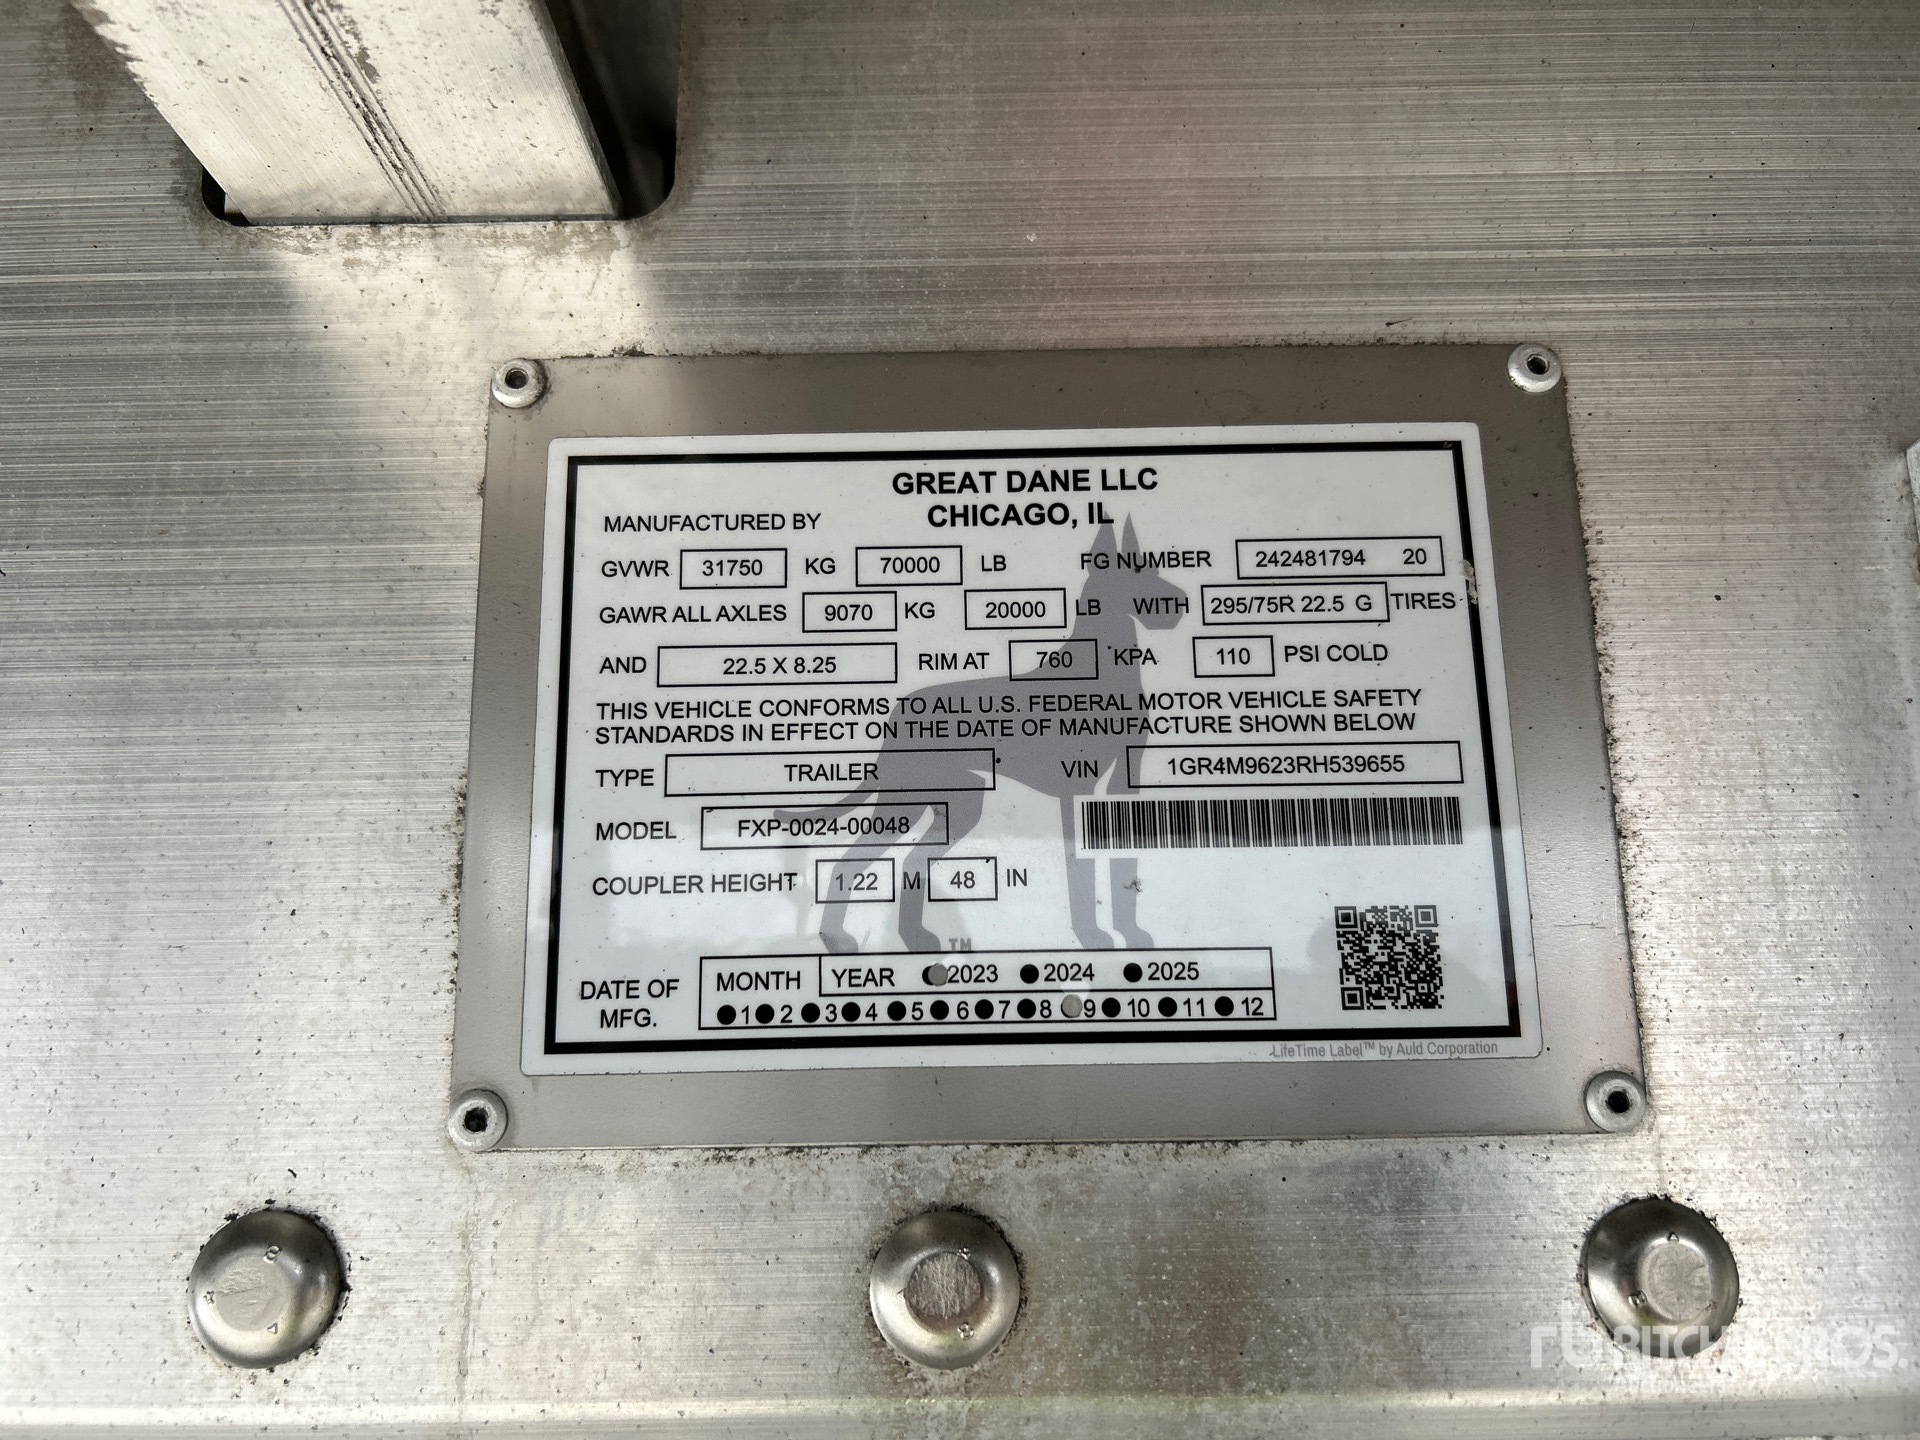 GREAT DANE LLC
MANUFACTURED BY CHICAGO, IL
GVWR 31750 KG 70000 LB FG NUMBER 242481794 20
GAWR ALL AXLES 9070 KG 20000 LB WITH 295/75R 22.5 G TIRES
AND 22.5 X 8.25 RIM AT 760 KPA 110 PSI COLD
THIS VEHICLE CONFORMS TO ALL U.S. FEDERAL MOTOR VEHICLE SAFETY
STANDARDS IN EFFECT ON THE DATE OF MANUFACTURE SHOWN BELOW
TYPE TRAILER VIN 1GR4M9623RH539655
MODEL FXP-0024-00048
COUPLER HEIGHT 1.22 M 48 IN
TM
DATE OF MFG. MONTH YEAR 2023 2024 2025
1 2 3 4 5 6 7 8 9 10 11 12
LifeTime Label™ by Auld Corporation
rb RITCHIE BROS.
Auctioneers